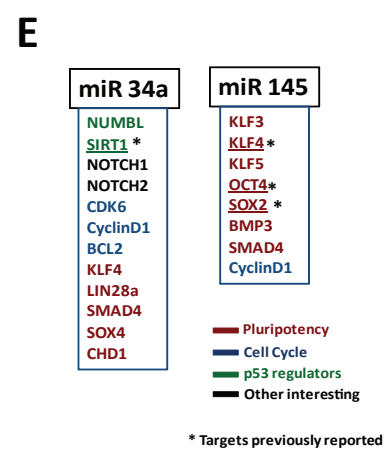 E
miR 34a
NUMBL
SIRT1 *
NOTCH1
NOTCH2
CDK6
CyclinD1
BCL2
KLF4
LIN28a
SMAD4
SOX4
CHD1
miR 145
KLF3
KLF4*
KLF5
OCT4*
SOX2 *
BMP3
SMAD4
CyclinD1
Pluripotency
Cell Cycle
p53 regulators
Other interesting
* Targets previously reported